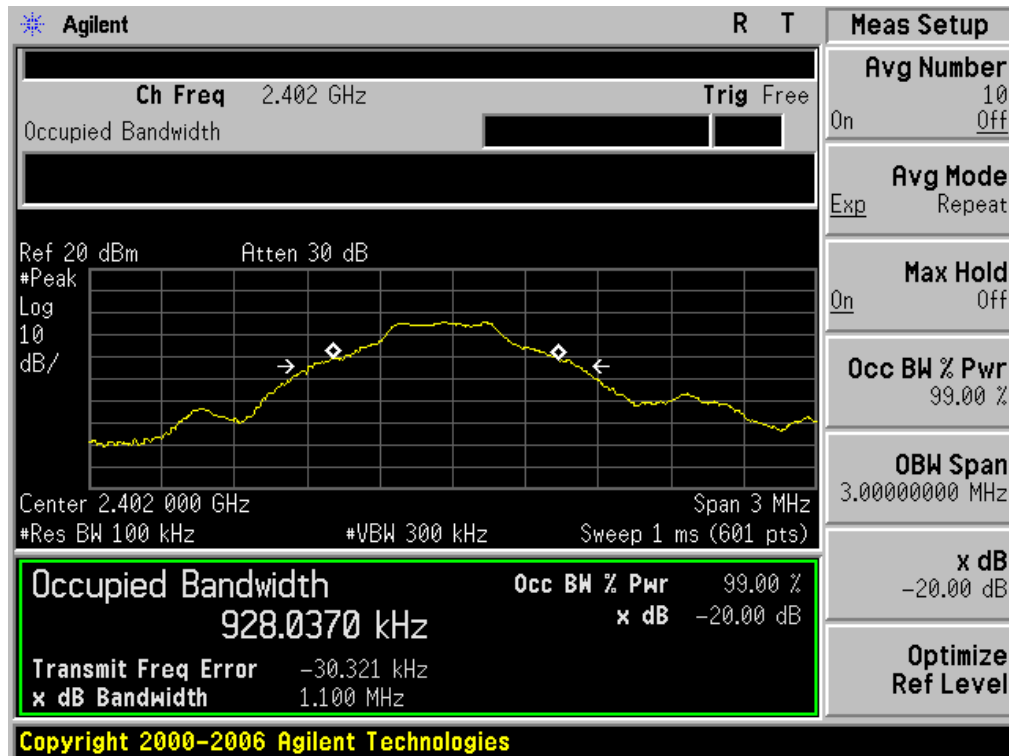 Agilent R T
Ch Freq 2.402 GHz Trig Free
Occupied Bandwidth
Ref 20 dBm Atten 30 dB
#Peak
Log
10
dB/
Center 2.402 000 GHz Span 3 MHz
#Res BW 100 kHz #VBW 300 kHz Sweep 1 ms (601 pts)
Occupied Bandwidth Occ BW % Pwr 99.00 %
928.0370 kHz x dB -20.00 dB
Transmit Freq Error -30.321 kHz
x dB Bandwidth 1.100 MHz
Copyright 2000-2006 Agilent Technologies
Meas Setup
Avg Number
10
On Off
Avg Mode
Exp Repeat
Max Hold
On Off
Occ BW % Pwr
99.00 %
OBW Span
3.00000000 MHz
x dB
-20.00 dB
Optimize
Ref Level